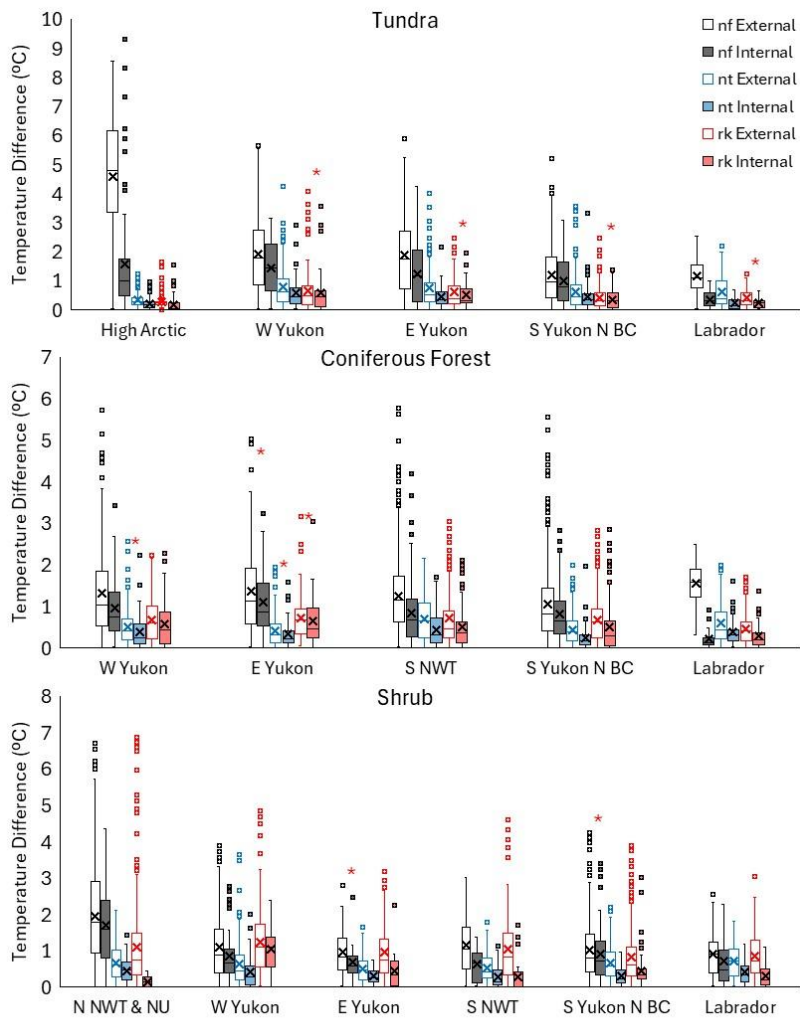 Tundra
Temperature Difference (ºC)
10
9
8
7
6
5
4
3
2
1
0
nf External
nf Internal
nt External
nt Internal
rk External
rk Internal
*
*
*
*
High Arctic W Yukon E Yukon S Yukon N BC Labrador
Coniferous Forest
Temperature Difference (ºC)
7
6
5
4
3
2
1
0
*
*
*
*
W Yukon E Yukon S NWT S Yukon N BC Labrador
Shrub
Temperature Difference (ºC)
8
7
6
5
4
3
2
1
0
*
*
N NWT & NU W Yukon E Yukon S NWT S Yukon N BC Labrador